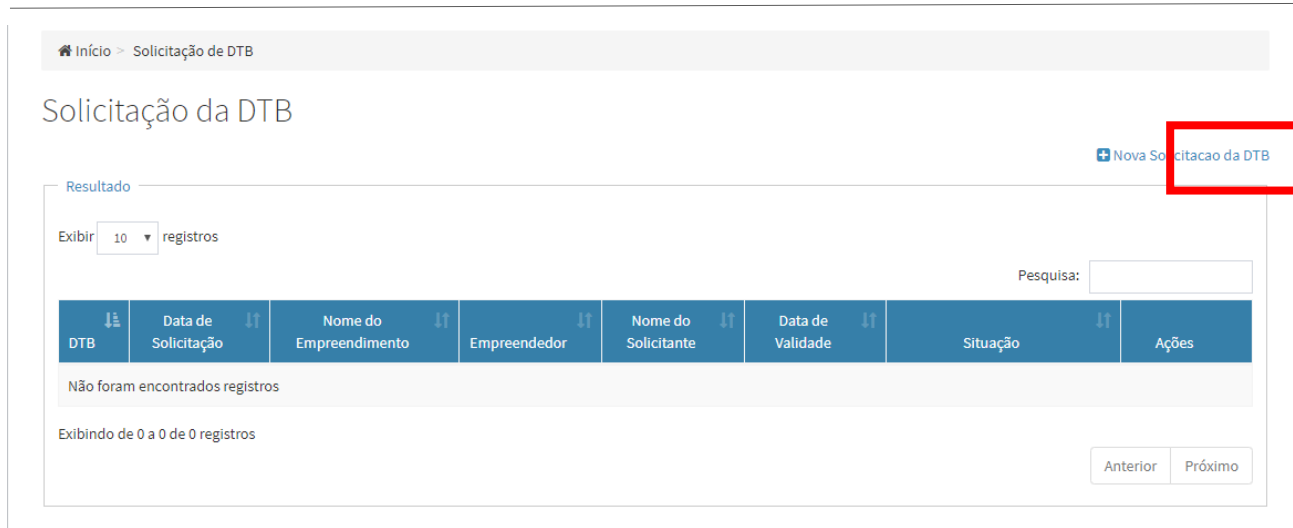 Início > Solicitação de DTB
Solicitação da DTB
Nova Solicitacao da DTB
Resultado
Exibir 10 registros
Pesquisa:
DTB Data de Solicitação Nome do Empreendimento Empreendedor Nome do Solicitante Data de Validade Situação Ações
Não foram encontrados registros
Exibindo de 0 a 0 de 0 registros
Anterior Próximo